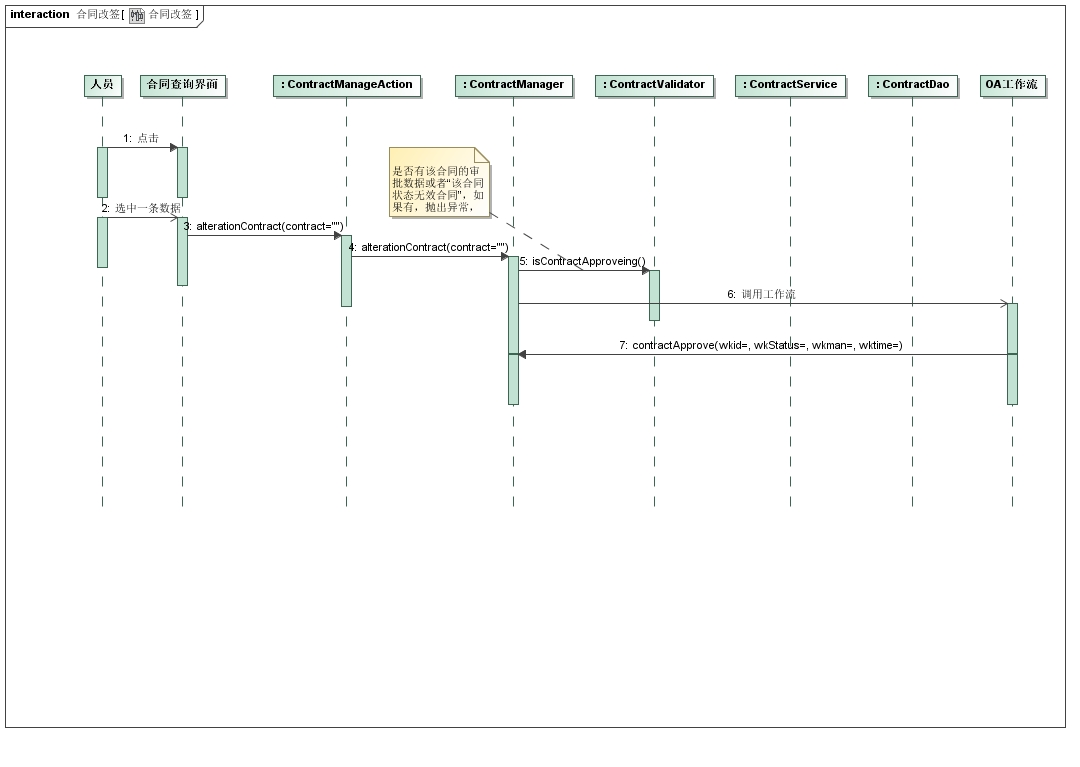 interaction 合同改签[ 合同改签 ]
人员
合同查询界面
: ContractManageAction
: ContractManager
: ContractValidator
: ContractService
: ContractDao
OA工作流
1: 点击
是否有该合同的审
批数据或者“该合同
状态无效合同”，如
果有，抛出异常，
2: 选中一条数据
3: alterationContract(contract="")
4: alterationContract(contract="")
5: isContractApproveing()
6: 调用工作流
7: contractApprove(wkid=, wkStatus=, wkman=, wktime=)